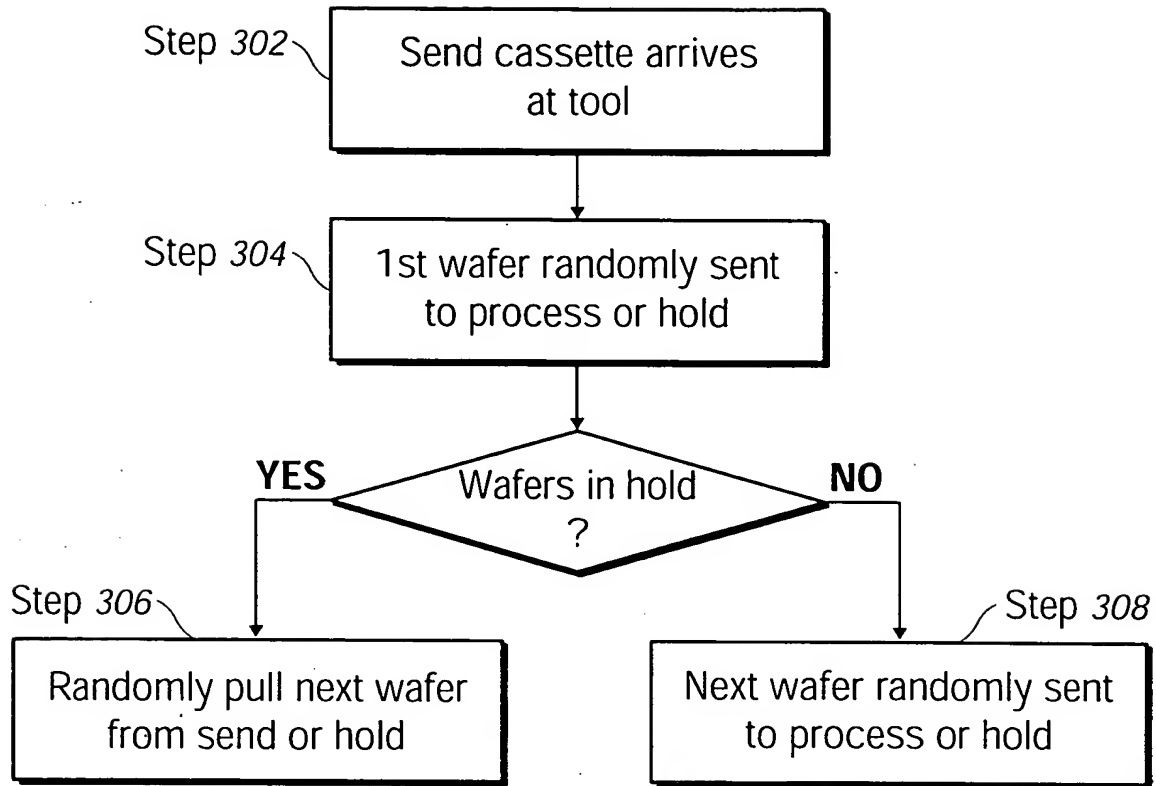 Step 302
Send cassette arrives
at tool
Step 304
1st wafer randomly sent
to process or hold
YES
Wafers in hold
?
NO
Step 306
Randomly pull next wafer
from send or hold
Step 308
Next wafer randomly sent
to process or hold